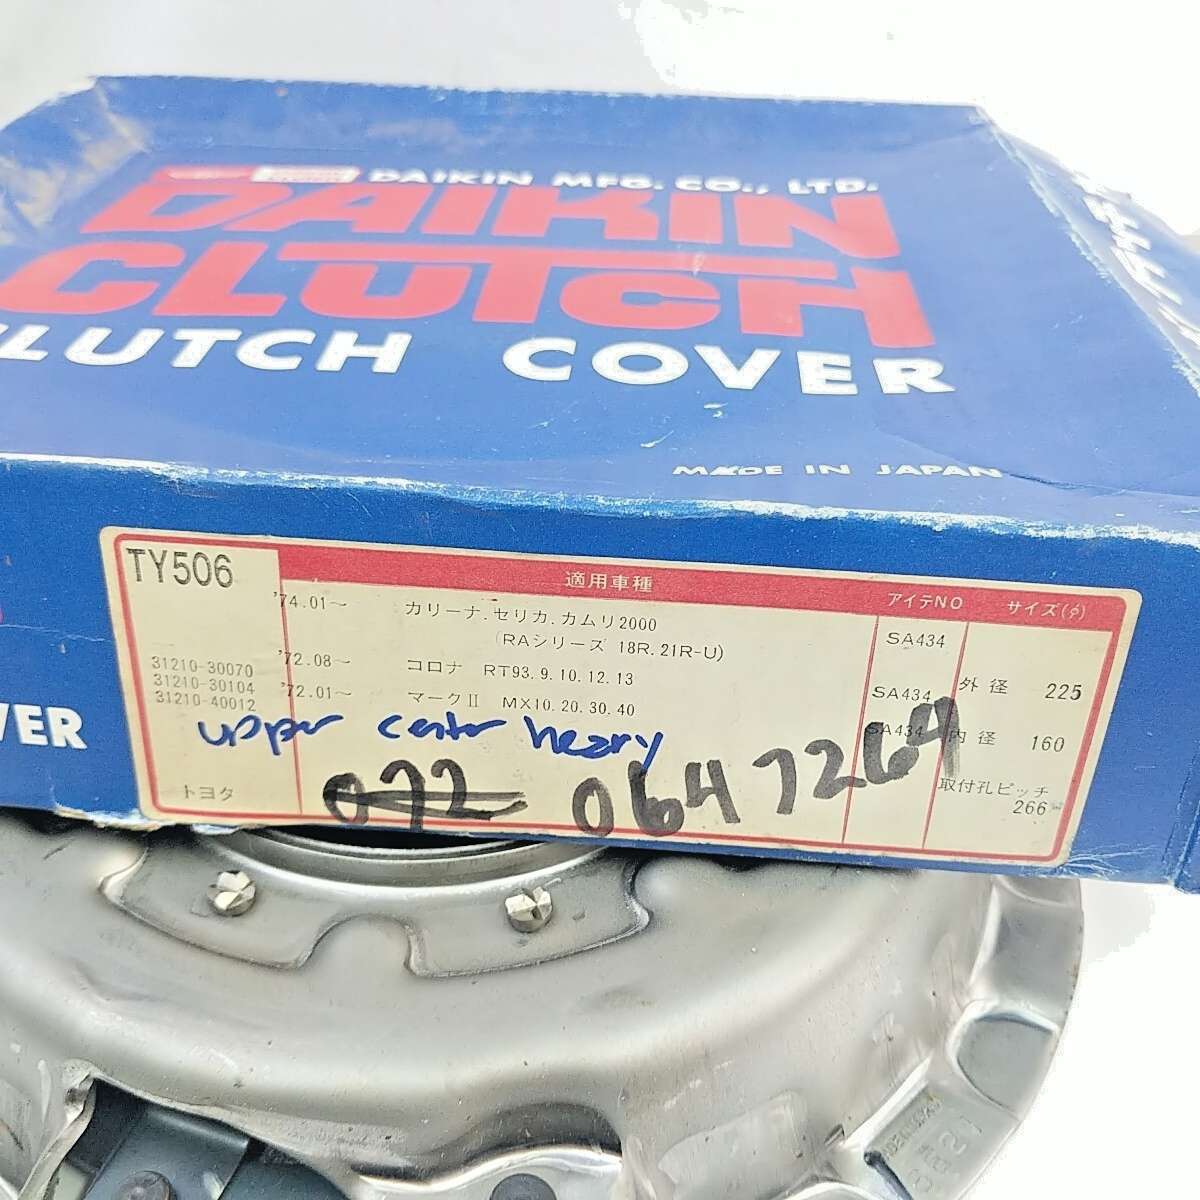 DAIKIN MFG. CO., LTD.
DAIKIN
CLUTCH
CLUTCH COVER
MADE IN JAPAN
TY506
適用車種 アイテNO サイズ(φ)
'74.01〜 カリーナ.セリカ.カムリ2000 SA434
(RAシリーズ 18R.21R-U)
31210-30070 '72.08〜 コロナ RT93.9.10.12.13 SA434 外径 225
31210-30104 '72.01〜 マークⅡ MX10.20.30.40 SA434 内径 160
31210-40012
upper center heavy
トヨタ 072 0647264 取付孔ピッチ
266
VER